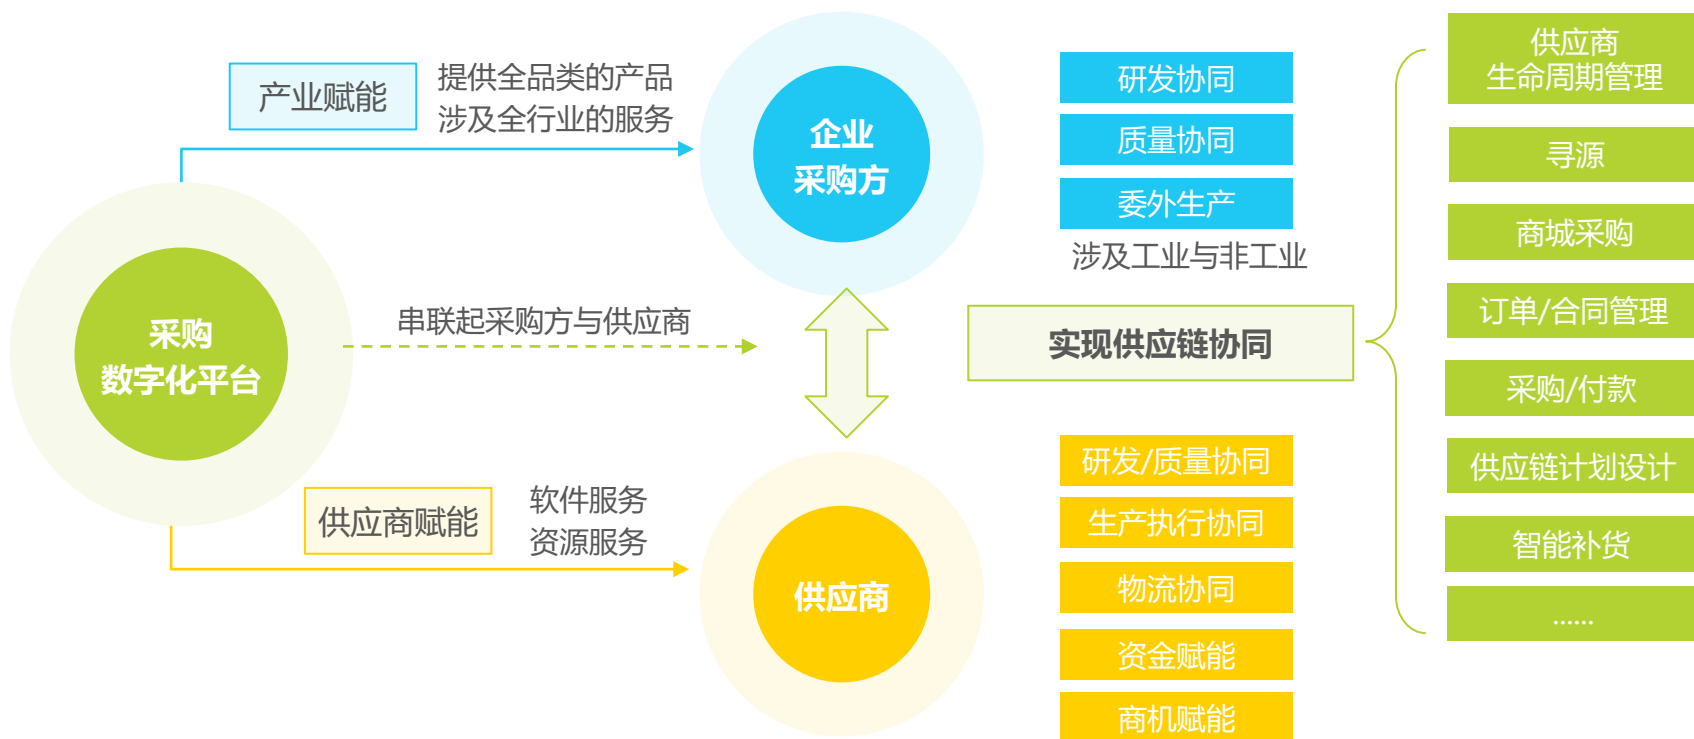 产业赋能
提供全品类的产品
涉及全行业的服务
企业
采购方
采购
数字化平台
串联起采购方与供应商
供应商赋能
软件服务
资源服务
供应商
研发协同
质量协同
委外生产
涉及工业与非工业
实现供应链协同
研发/质量协同
生产执行协同
物流协同
资金赋能
商机赋能
供应商
生命周期管理
寻源
商城采购
订单/合同管理
采购/付款
供应链计划设计
智能补货
......